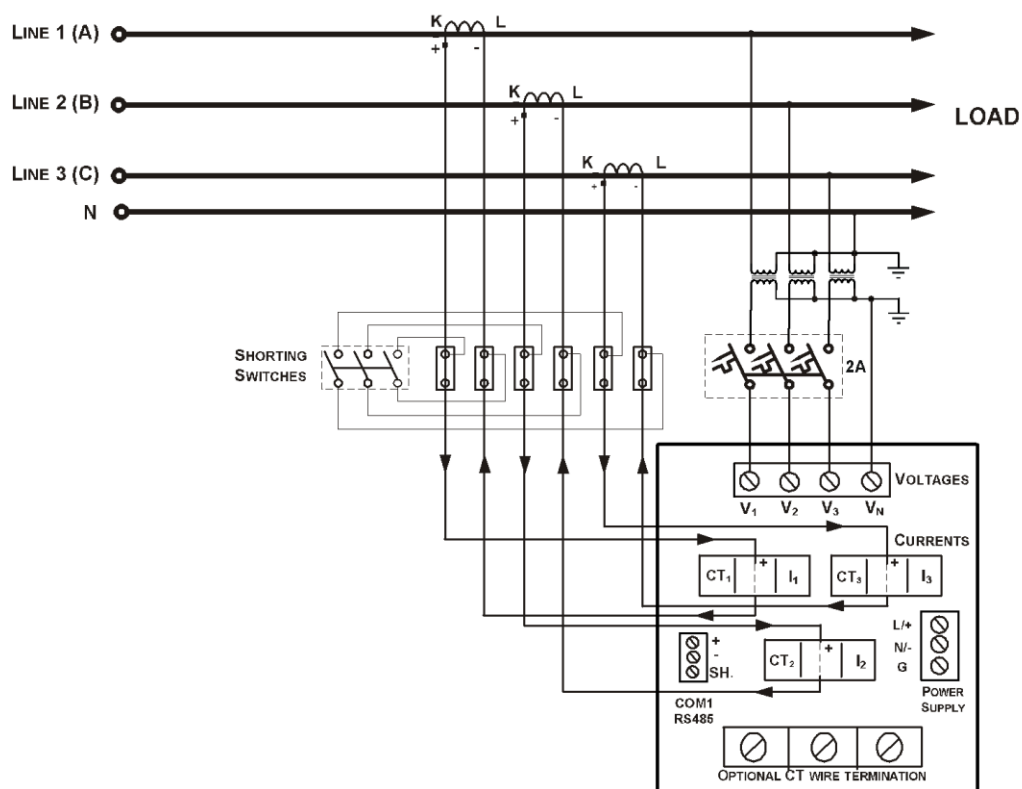 K L
LINE 1 (A)
+ -
K L
LINE 2 (B)
LOAD
+ -
K L
LINE 3 (C)
+ -
N
SHORTING
SWITCHES
2A
VOLTAGES
V1 V2 V3 VN
CURRENTS
CT1 + I1
CT3 + I3
L/+
N/-
G
+
-
SH.
CT2 + I2
POWER
SUPPLY
COM1
RS485
OPTIONAL CT WIRE TERMINATION